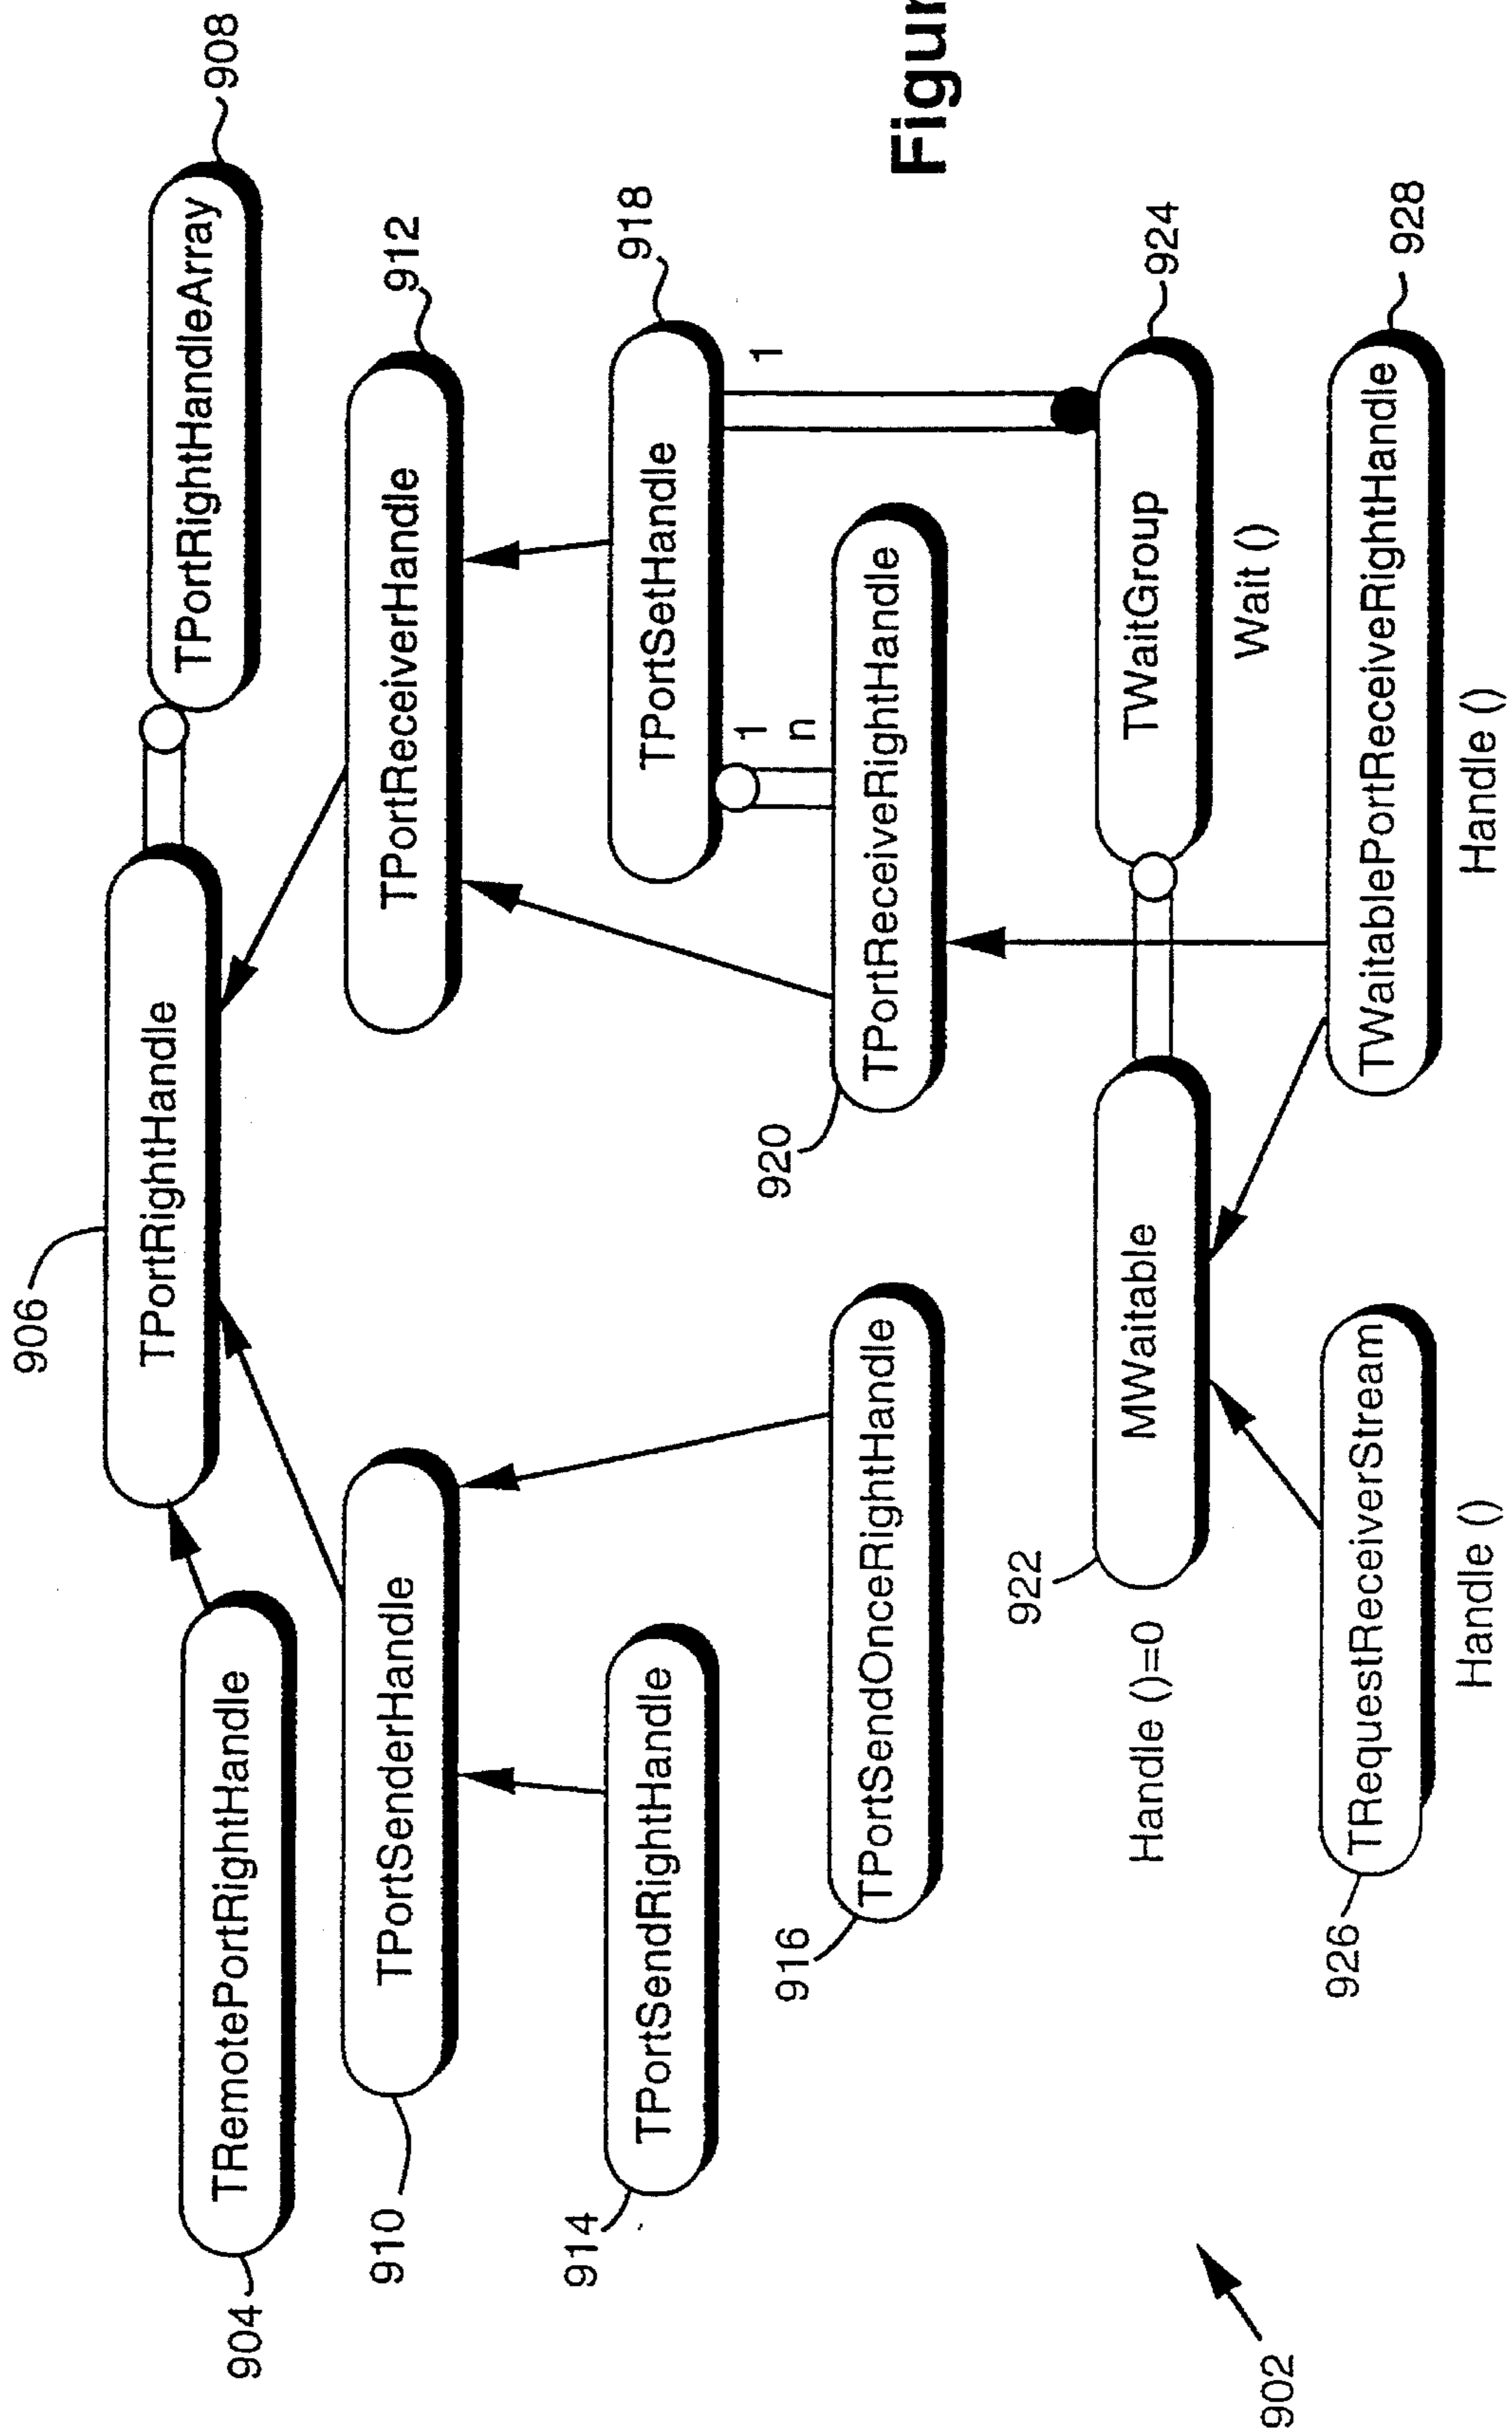 906
908
TRemotePortRightHandle
TPortRightHandle
TPortRightHandleArray
904
910
TPortSenderHandle
TPortReceiverHandle
912
914
TPortSendRightHandle
TPortSetHandle
918
1
n
1
920
916
TPortSendOnceRightHandle
TPortReceiveRightHandle
Figur
922
Handle ()=0
MWaitable
TWaitGroup
924
Wait ()
926
TRequestReceiverStream
TWaitablePortReceiveRightHandle
928
Handle ()
Handle ()
902